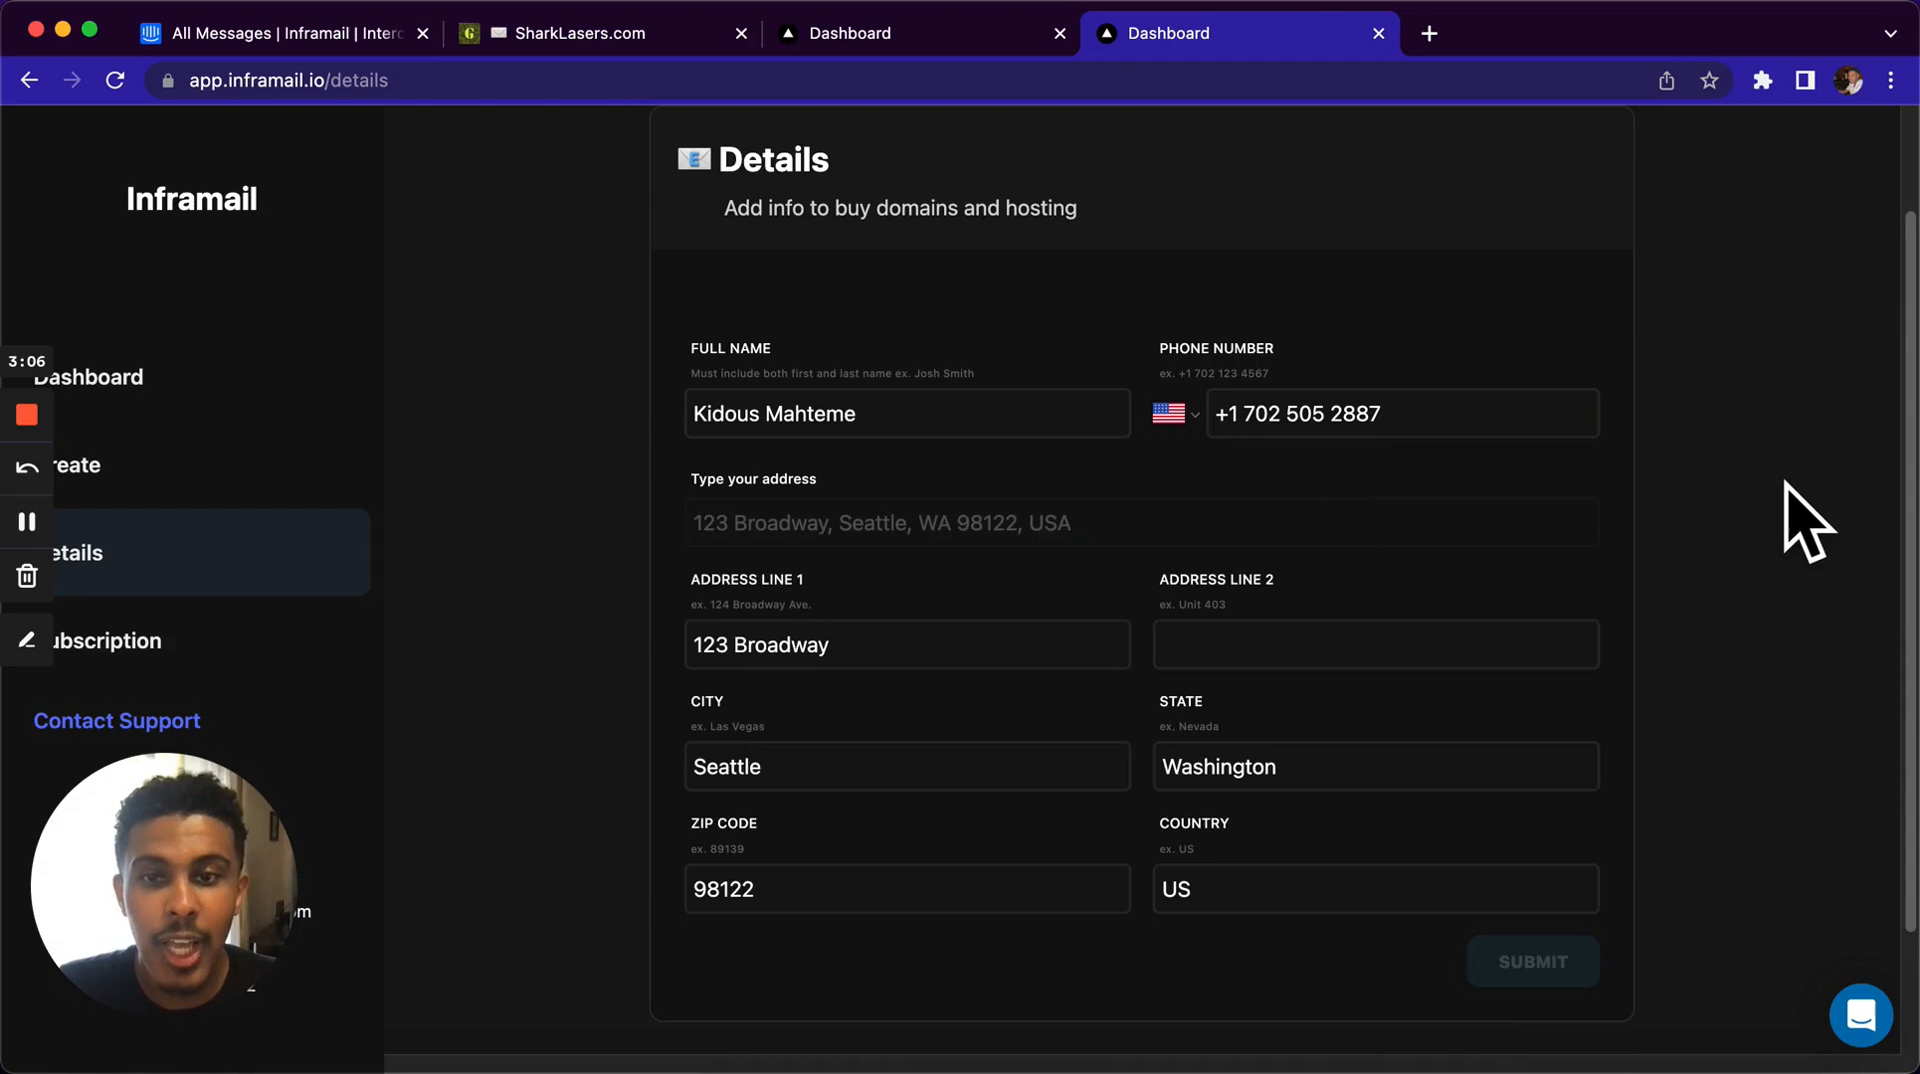 All Messages | Inframail | Interc
SharkLasers.com
Dashboard
Dashboard
app.inframail.io/details
Inframail
Details
Add info to buy domains and hosting
3:06
Dashboard
reate
etails
ubscription
Contact Support
om
FULL NAME
Must include both first and last name ex. Josh Smith
Kidous Mahteme
PHONE NUMBER
ex. +1 702 123 4567
+1 702 505 2887
Type your address
123 Broadway, Seattle, WA 98122, USA
ADDRESS LINE 1
ex. 124 Broadway Ave.
123 Broadway
ADDRESS LINE 2
ex. Unit 403
CITY
ex. Las Vegas
Seattle
STATE
ex. Nevada
Washington
ZIP CODE
ex. 89139
98122
COUNTRY
ex. US
US
SUBMIT